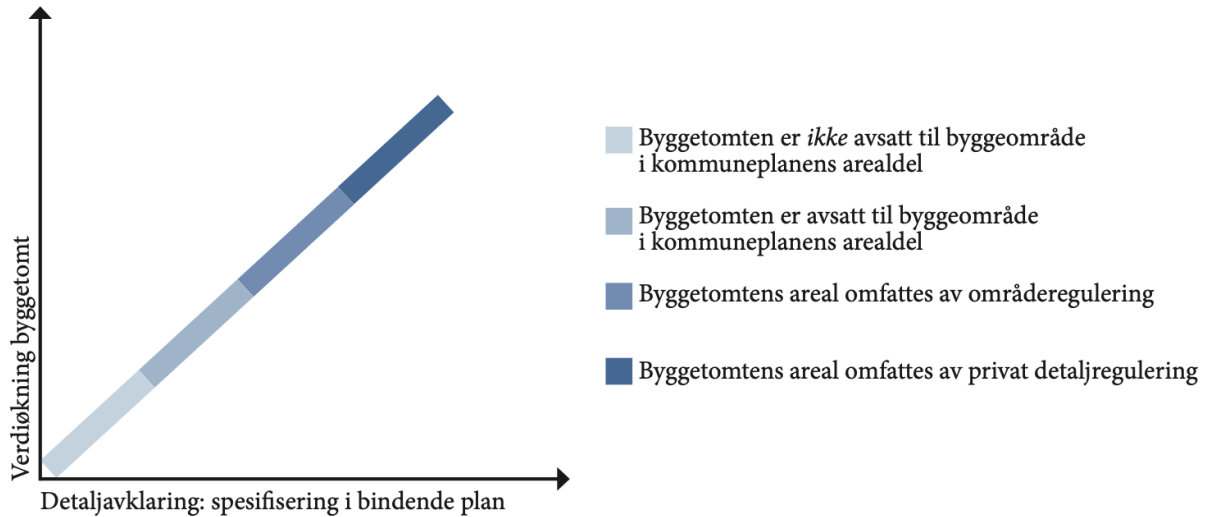 Verdiøkning byggetomt
Detaljavklaring: spesifisering i bindende plan
Byggetomten er ikke avsatt til byggeområde
i kommuneplanens arealdel
Byggetomten er avsatt til byggeområde
i kommuneplanens arealdel
Byggetomtens areal omfattes av områderegulering
Byggetomtens areal omfattes av privat detaljregulering